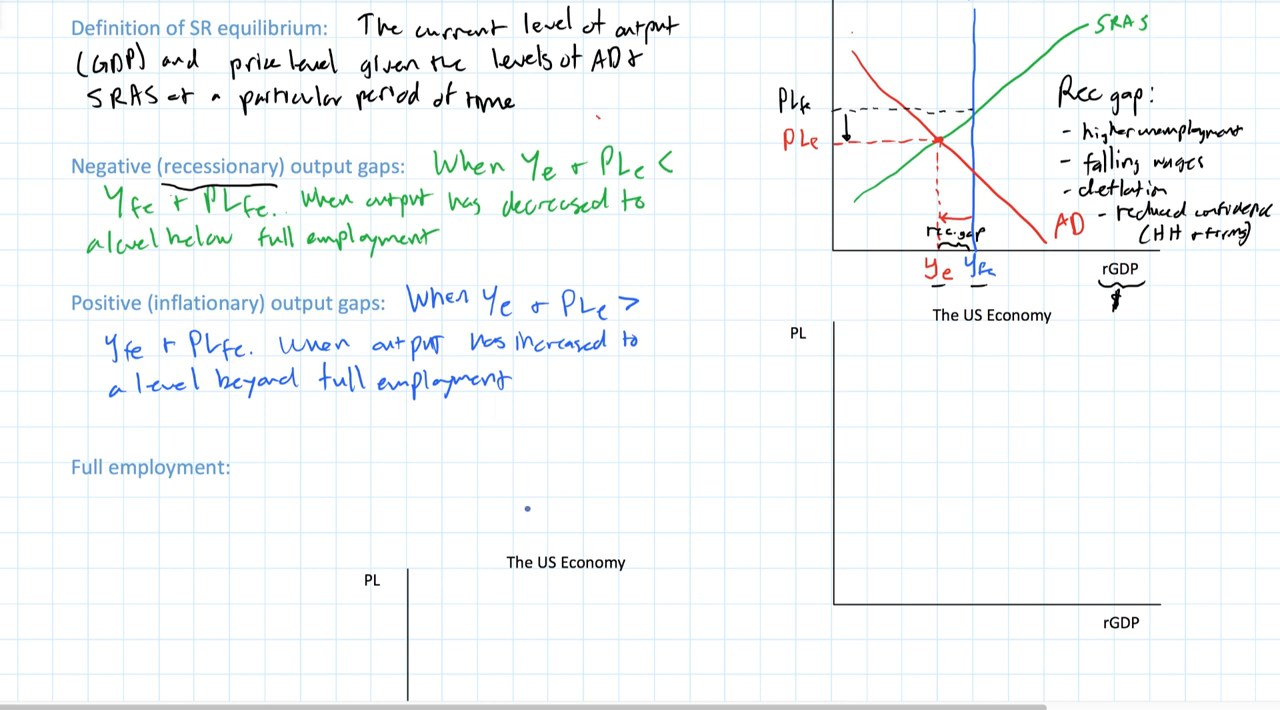 Definition of SR equilibrium: The current level of output
(GDP) and price level given the levels of AD &
SRAS at a particular period of time
Negative (recessionary) output gaps: When Ye + PLe <
Yfe + PLfe. When output has decreased to
a level below full employment
Positive (inflationary) output gaps: When Ye + PLe >
Yfe + PLfe. When output has increased to
a level beyond full employment
Full employment:
The US Economy
PL
SRAS
PLfe
PLe
Rec gap:
- higher unemployment
- falling wages
- deflation
- reduced confidence
(HH + firms)
AD
rec. gap
Ye Yfe
rGDP
$
The US Economy
PL
rGDP